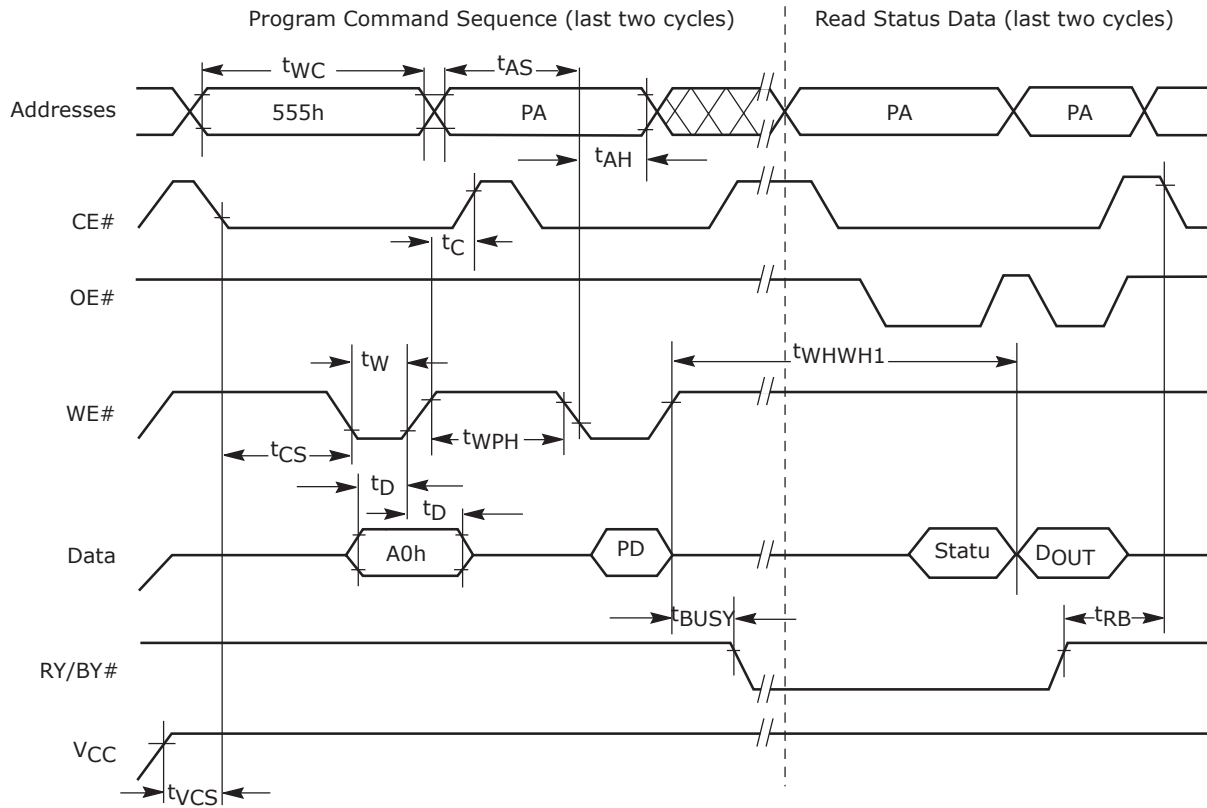 Program Command Sequence (last two cycles)
Read Status Data (last two cycles)
tWC
tAS
Addresses
555h
PA
PA
PA
tAH
CE#
tC
OE#
tW
tWHWH1
WE#
tCS
tWPH
tD
tD
Data
A0h
PD
Statu
DOUT
tBUSY
tRB
RY/BY#
VCC
tVCS